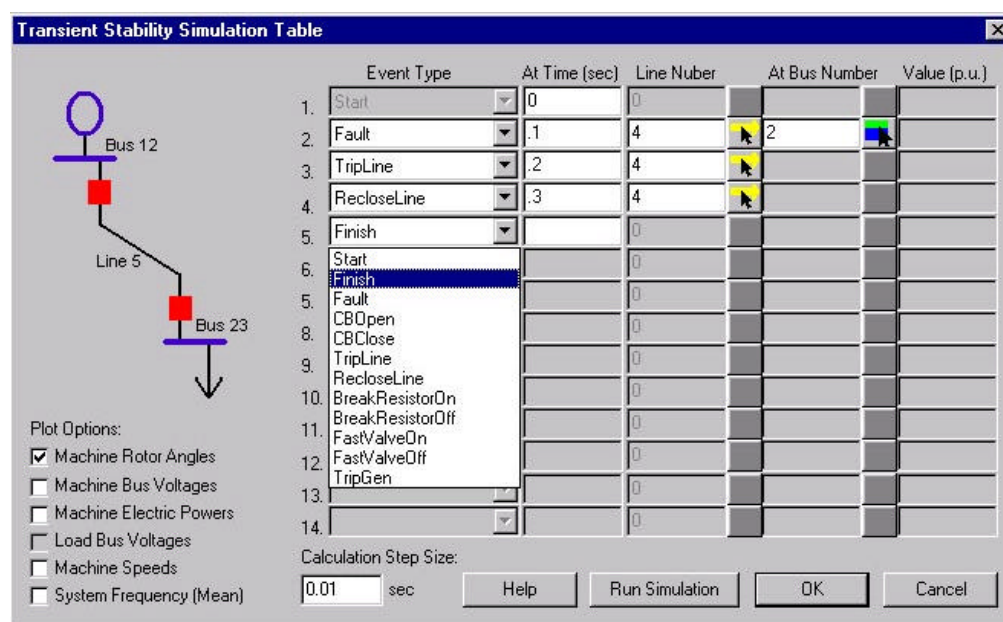 Transient Stability Simulation Table
Event Type At Time (sec) Line Nuber At Bus Number Value (p.u.)
1. Start 0 0
2. Fault .1 4 2
3. TripLine .2 4
4. RecloseLine .3 4
5. Finish 0
6. 0
5. 0
8. 0
9. 0
10. 0
11. 0
12. 0
13. 0
14. 0
Start
Finish
Fault
CBOpen
CBClose
TripLine
RecloseLine
BreakResistorOn
BreakResistorOff
FastValveOn
FastValveOff
TripGen
Bus 12
Line 5
Bus 23
Plot Options:
Machine Rotor Angles
Machine Bus Voltages
Machine Electric Powers
Load Bus Voltages
Machine Speeds
System Frequency (Mean)
Calculation Step Size:
0.01 sec
Help Run Simulation OK Cancel